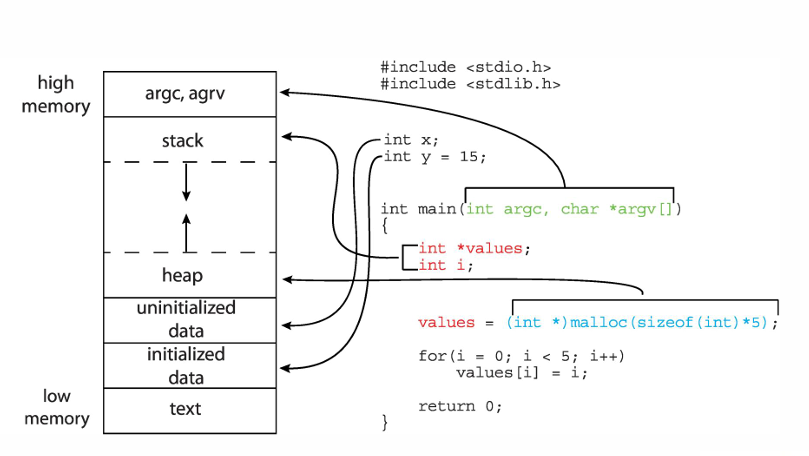 high
memory
argc, agrv
stack
heap
uninitialized
data
initialized
data
low
memory
text
#include <stdio.h>
#include <stdlib.h>
int x;
int y = 15;
int main(int argc, char *argv[])
{
int *values;
int i;
values = (int *)malloc(sizeof(int)*5);
for(i = 0; i < 5; i++)
values[i] = i;
return 0;
}